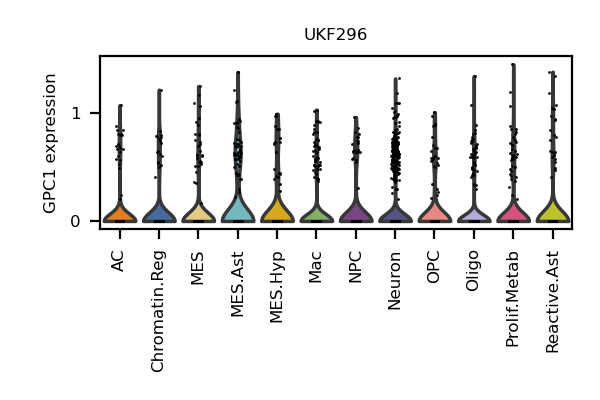 UKF296
GPC1 expression
1
0
AC
Chromatin.Reg
MES
MES.Ast
MES.Hyp
Mac
NPC
Neuron
OPC
Oligo
Prolif.Metab
Reactive.Ast